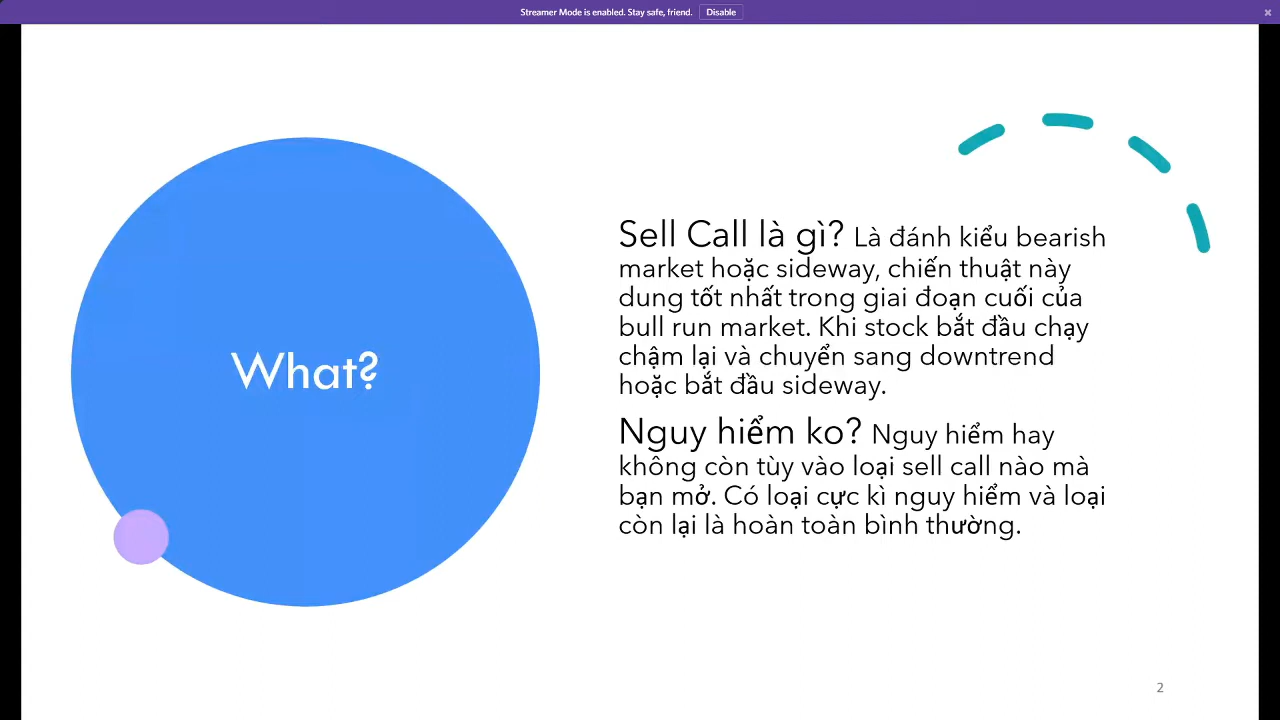 Streamer Mode is enabled. Stay safe, friend. Disable
What?
Sell Call là gì? Là đánh kiểu bearish
market hoặc sideway, chiến thuật này
dung tốt nhất trong giai đoạn cuối của
bull run market. Khi stock bắt đầu chạy
chậm lại và chuyển sang downtrend
hoặc bắt đầu sideway.
Nguy hiểm ko? Nguy hiểm hay
không còn tùy vào loại sell call nào mà
bạn mở. Có loại cực kì nguy hiểm và loại
còn lại là hoàn toàn bình thường.
2